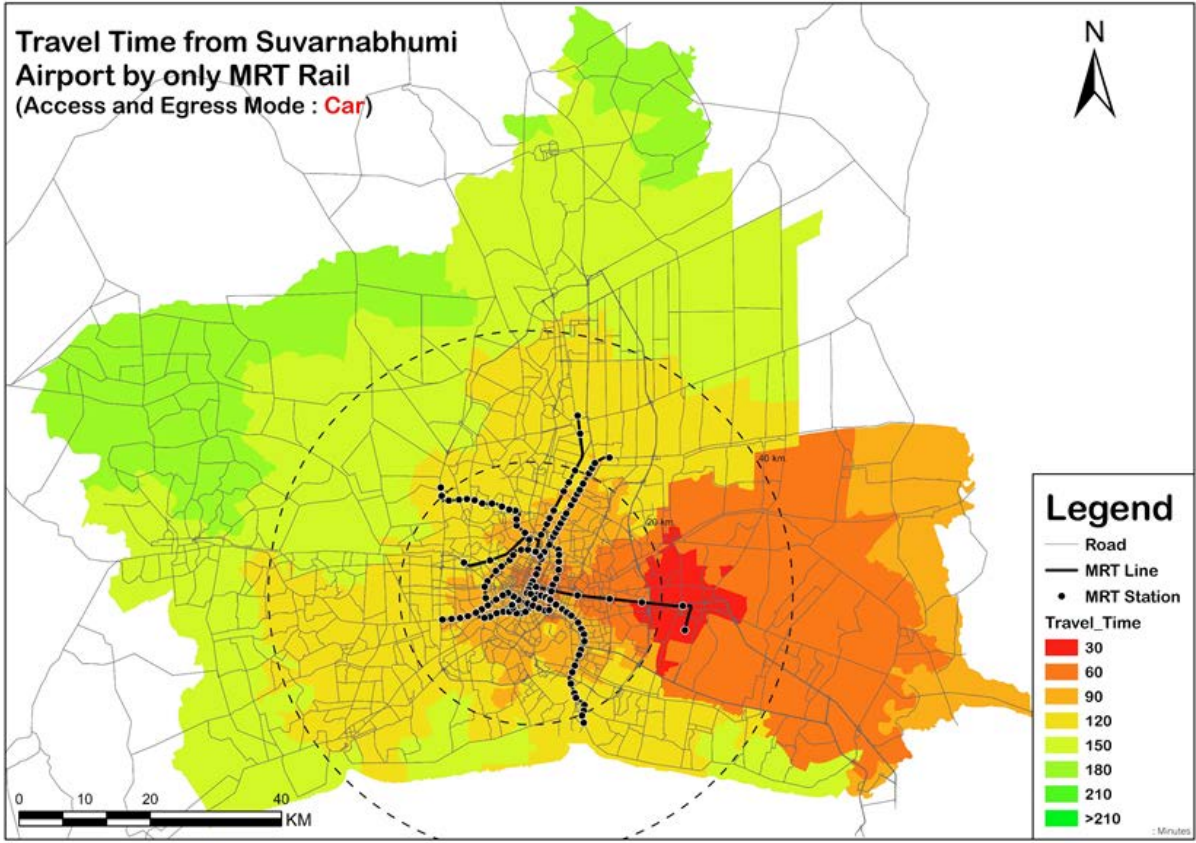 Travel Time from Suvarnabhumi
Airport by only MRT Rail
(Access and Egress Mode : Car)
N
40 km
20 km
Legend
Road
MRT Line
MRT Station
Travel_Time
30
60
90
120
150
180
210
>210
: Minutes
0 10 20 40
KM